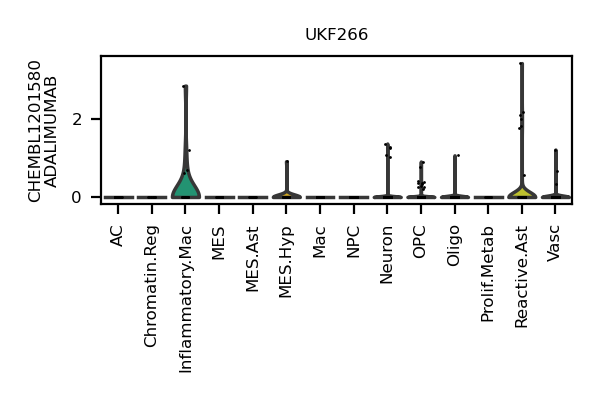 UKF266
CHEMBL1201580
ADALIMUMAB
2
0
AC
Chromatin.Reg
Inflammatory.Mac
MES
MES.Ast
MES.Hyp
Mac
NPC
Neuron
OPC
Oligo
Prolif.Metab
Reactive.Ast
Vasc